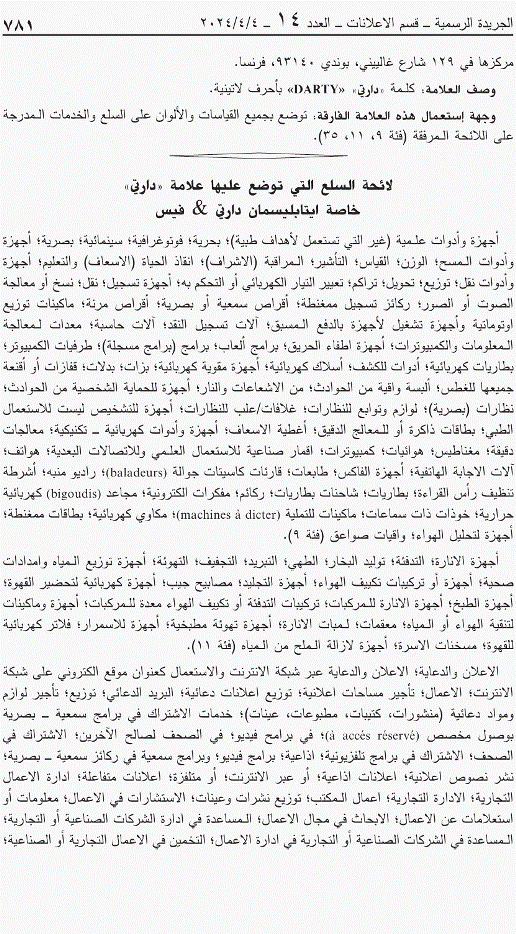 الجريدة الرسمية ــ قسم الاعلانات ــ العدد ١٤ ــ ٢٠٢٤/٤/٤
٧٨١
مركزها في ١٢٩ شارع غالييني، بوندي ٩٣١٤٠، فرنسا.
وصف العلامة: كلمة «دارتي» «DARTY» بأحرف لاتينية.
وجهة إستعمال هذه العلامة الفارقة: توضع بجميع القياسات والألوان على السلع والخدمات المدرجة
على اللائحة المرفقة (فئة ٩، ١١، ٣٥).
لائحة السلع التي توضع عليها علامة «دارتي»
خاصة ايتابليسمان دارتي & فيس
أجهزة وأدوات علمية (غير التي تستعمل لأهداف طبية)؛ بحرية؛ فوتوغرافية؛ سينمائية؛ بصرية؛ أجهزة
وأدوات المسح؛ الوزن؛ القياس؛ التأشير؛ المراقبة (الاشراف)؛ انقاذ الحياة (الاسعاف) والتعليم؛ أجهزة
وأدوات نقل؛ توزيع؛ تحويل؛ تراكم؛ تعبير التيار الكهربائي أو التحكم به؛ أجهزة تسجيل؛ نقل؛ نسخ أو معالجة
الصوت أو الصور؛ ركائز تسجيل ممغنطة؛ أقراص سمعية أو بصرية؛ أقراص مرنة؛ ماكينات توزيع
اوتومانية وأجهزة تشغيل لأجهزة بالدفع المسبق؛ آلات تسجيل النقد؛ آلات حاسبة؛ معدات لمعالجة
المعلومات والكمبيوترات؛ أجهزة اطفاء الحريق؛ برامج ألعاب؛ برامج (برامج مسجلة)؛ طرفيات الكمبيوتر؛
بطاريات كهربائية؛ أدوات للكشف؛ أسلاك كهربائية؛ أجهزة مقوية كهربائية؛ بزات؛ بدلات؛ قفازات أو أقنعة
جميعها للغطس؛ ألبسة واقية من الحوادث؛ من الاشعاعات والنار؛ أجهزة للحماية الشخصية من الحوادث؛
نظارات (بصرية)؛ لوازم وتوابع للنظارات؛ غلافات/علب للنظارات؛ أجهزة للتشخيص ليست للاستعمال
الطبي؛ بطاقات ذاكرة أو للمعالج الدقيق؛ أغطية الاسعاف؛ أجهزة وأدوات كهربائية ــ تكنيكية؛ معالجات
دقيقة؛ مغناطيس؛ هوائيات؛ كمبيوترات؛ اقمار صناعية للاستعمال العلمي وللاتصالات البعدية؛ هواتف؛
آلات الاجابة الهاتفية؛ أجهزة الفاكس؛ طابعات؛ قارئات كاسيتات جوالة (baladeurs)؛ راديو منبه؛ أشرطة
تنظيف رأس القراءة؛ بطاريات؛ شاحنات بطاريات؛ ركائم؛ مفكرات الكترونية؛ مجاعد (bigoudis) كهربائية
حرارية؛ خوذات ذات سماعات؛ ماكينات للتملية (machines à dicter)؛ مكاوي كهربائية؛ بطاقات ممغنطة؛
أجهزة لتحليل الهواء؛ واقيات صواعق (فئة ٩).
أجهزة الانارة؛ التدفئة؛ توليد البخار؛ الطهي؛ التبريد؛ التجفيف؛ التهوئة؛ أجهزة توزيع المياه وامدادات
صحية؛ أجهزة أو تركيبات تكييف الهواء؛ أجهزة التجليد؛ مصابيح جيب؛ أجهزة كهربائية لتحضير القهوة؛
أجهزة الطبخ؛ أجهزة الانارة للمركبات؛ تركيبات التدفئة أو تكييف الهواء معدة للمركبات؛ أجهزة وماكينات
لتنقية الهواء أو المياه؛ معقمات؛ لمبات الانارة؛ أجهزة تهوئة مطبخية؛ أجهزة للاسمرار؛ فلاتر كهربائية
للقهوة؛ مسخنات الاسرة؛ أجهزة لازالة الملح من المياه (فئة ١١).
الاعلان والدعاية؛ الاعلان والدعاية عبر شبكة الانترنت والاستعمال كعنوان موقع الكتروني على شبكة
الانترنت؛ الاعمال؛ تأجير مساحات اعلانية؛ توزيع اعلانات دعائية؛ البريد الدعائي؛ توزيع؛ تأجير لوازم
ومواد دعائية (منشورات، كتيبات، مطبوعات، عينات)؛ خدمات الاشتراك في برامج سمعية ــ بصرية
بوصول مخصص (à accès réservé)؛ في برامج فيديو؛ في الصحف لصالح الآخرين؛ الاشتراك في
الصحف؛ الاشتراك في برامج تلفزيونية؛ اذاعية؛ برامج فيديو؛ وبرامج سمعية في ركائز سمعية ــ بصرية؛
نشر نصوص اعلانية؛ اعلانات اذاعية؛ أو عبر الانترنت؛ أو متلفزة؛ اعلانات متفاعلة؛ ادارة الاعمال
التجارية؛ الادارة التجارية؛ اعمال المكتب؛ توزيع نشرات وعينات؛ الاستشارات في الاعمال؛ معلومات أو
استعلامات عن الاعمال؛ الابحاث في مجال الاعمال؛ المساعدة في ادارة الشركات الصناعية أو التجارية؛
المساعدة في الشركات الصناعية أو التجارية في ادارة الاعمال؛ التخمين في الاعمال التجارية أو الصناعية؛